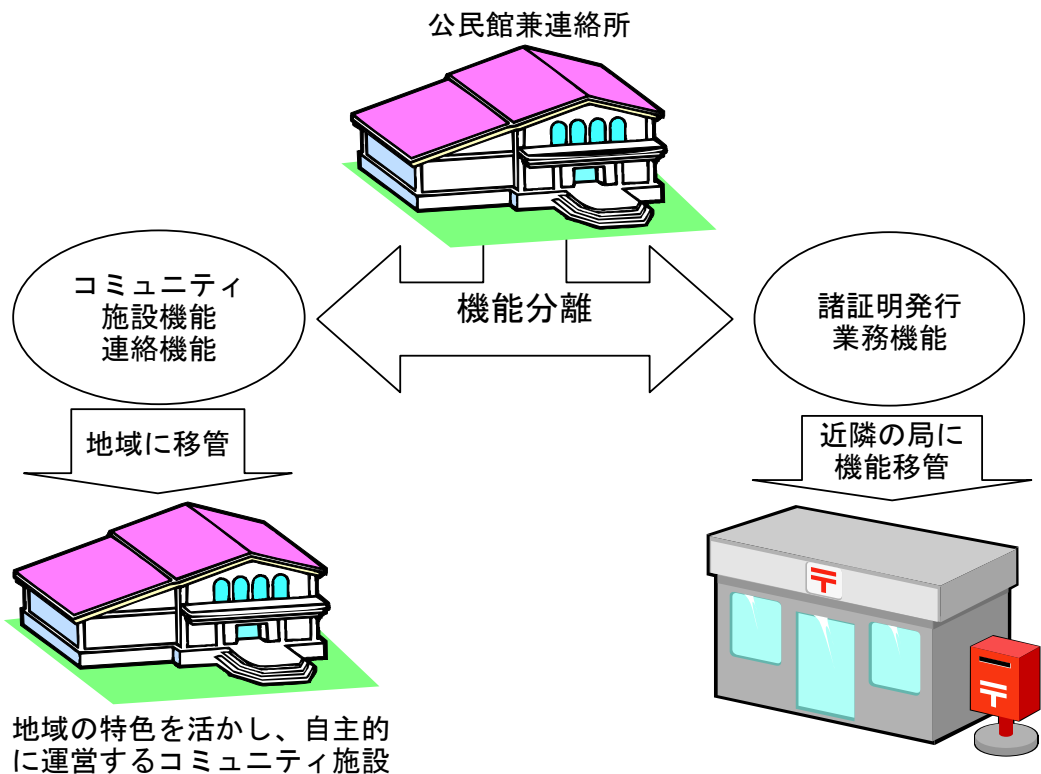 公民館兼連絡所
機能分離
コミュニティ
施設機能
連絡機能
諸証明発行
業務機能
地域に移管
近隣の局に
機能移管
地域の特色を活かし、自主的
に運営するコミュニティ施設